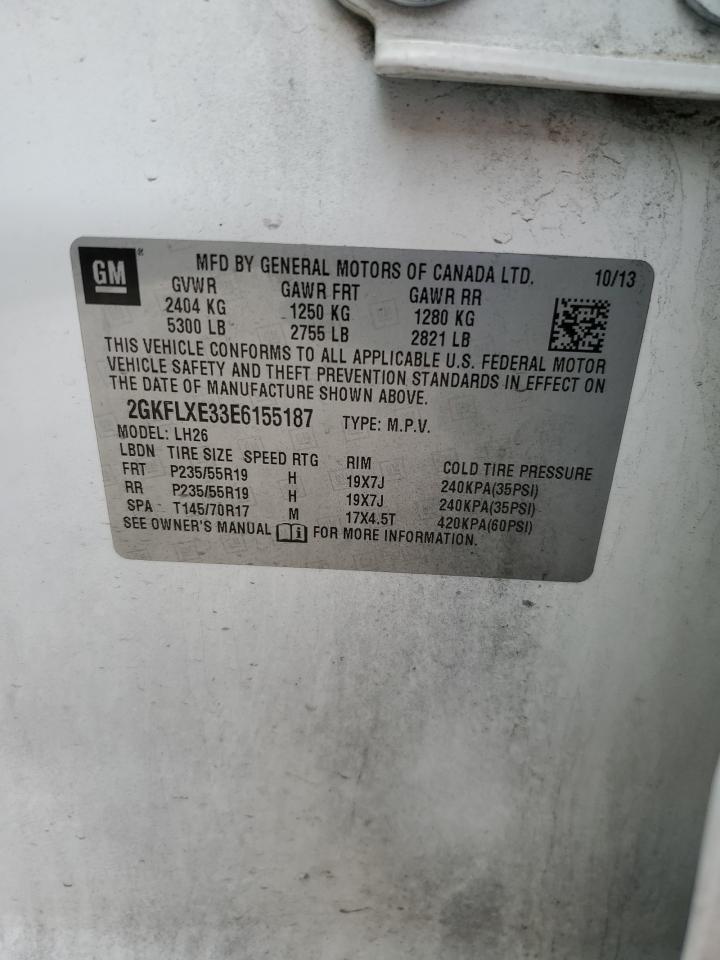 GM® MFD BY GENERAL MOTORS OF CANADA LTD. 10/13
GVWR GAWR FRT GAWR RR
2404 KG 1250 KG 1280 KG
5300 LB 2755 LB 2821 LB
THIS VEHICLE CONFORMS TO ALL APPLICABLE U.S. FEDERAL MOTOR
VEHICLE SAFETY AND THEFT PREVENTION STANDARDS IN EFFECT ON
THE DATE OF MANUFACTURE SHOWN ABOVE.
2GKFLXE33E6155187 TYPE: M.P.V.
MODEL: LH26
LBDN TIRE SIZE SPEED RTG RIM COLD TIRE PRESSURE
FRT P235/55R19 H 19X7J 240KPA(35PSI)
RR P235/55R19 H 19X7J 240KPA(35PSI)
SPA T145/70R17 M 17X4.5T 420KPA(60PSI)
SEE OWNER'S MANUAL FOR MORE INFORMATION.